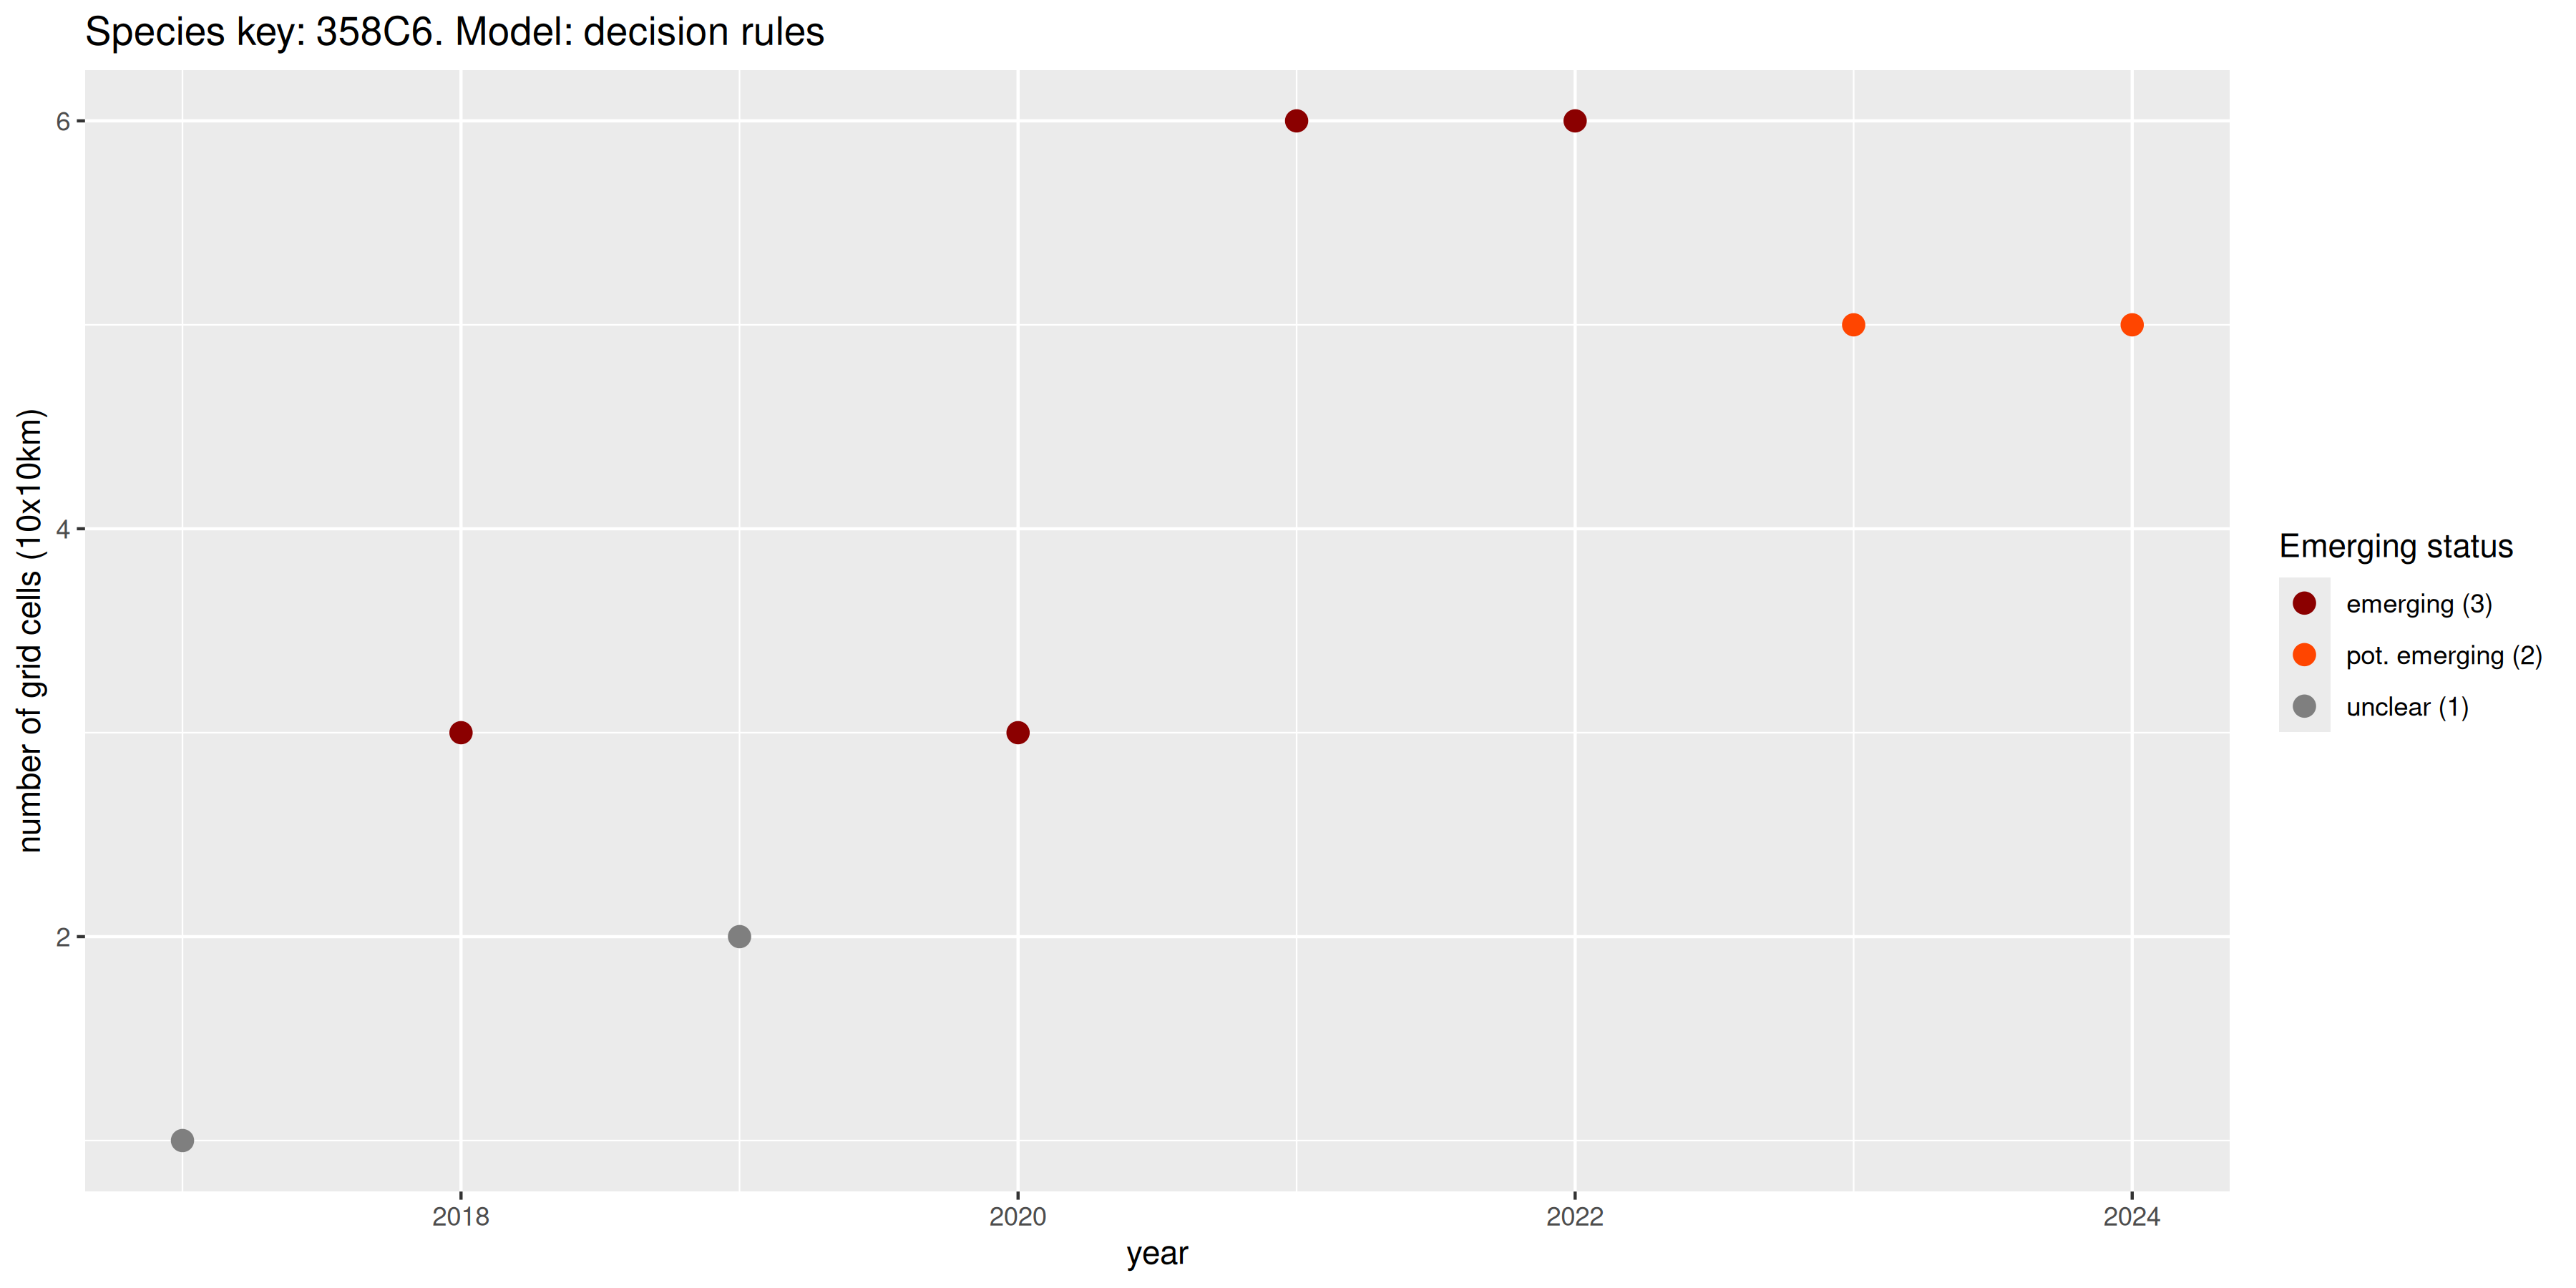 Species key: 358C6. Model: decision rules
number of grid cells (10x10km)
6
4
2
2018
2020
2022
2024
year
Emerging status
emerging (3)
pot. emerging (2)
unclear (1)